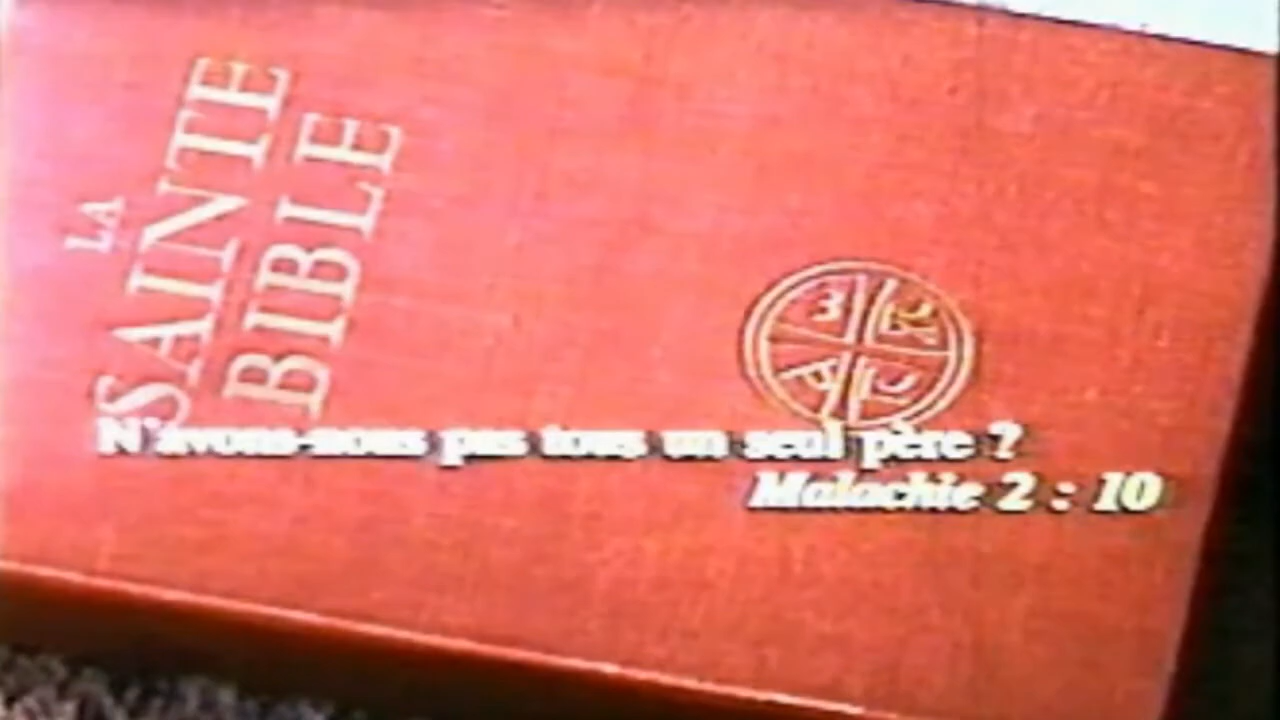 LA
SAINTE
BIBLE
N'avons-nous pas tous un seul père ?
Malachie 2 : 10